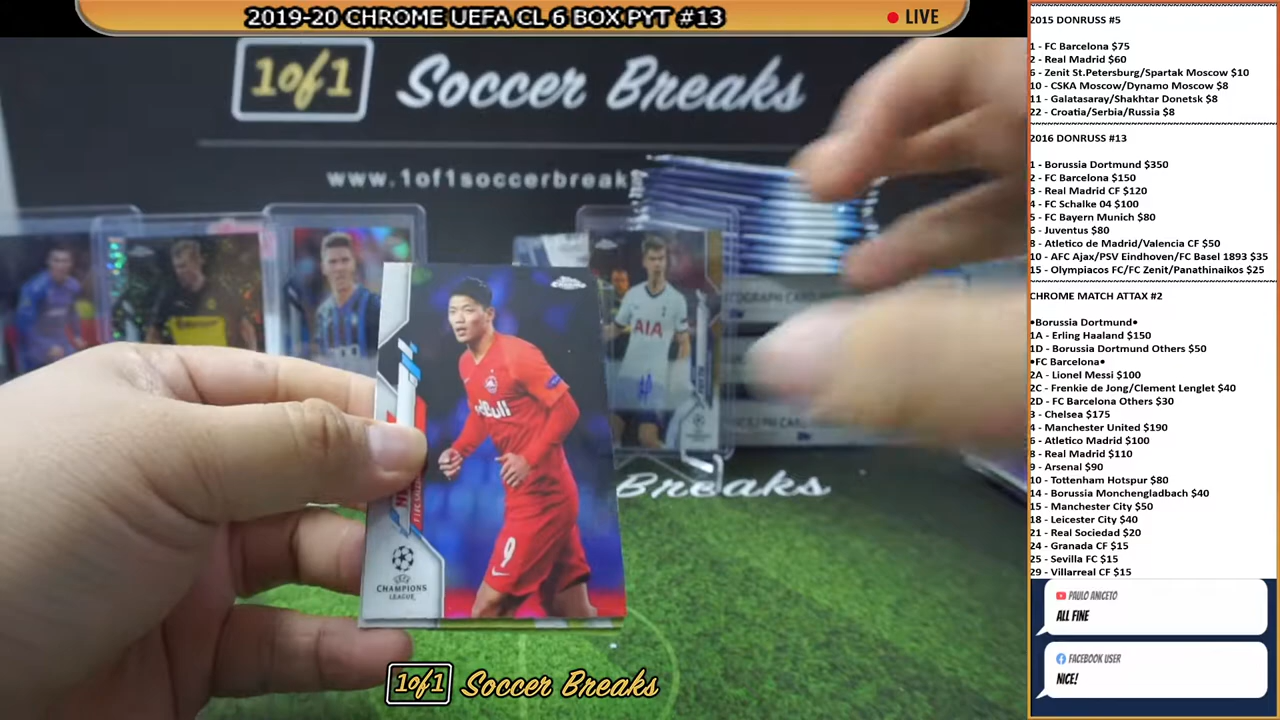 2019-20 CHROME UEFA CL 6 BOX PYT #13
LIVE
1of1 Soccer Breaks
www.1of1soccerbreak
AIA
RedBull
9
UEFA
CHAMPIONS
LEAGUE
Breaks
1of1 Soccer Breaks
2015 DONRUSS #5
1 - FC Barcelona $75
2 - Real Madrid $60
6 - Zenit St.Petersburg/Spartak Moscow $10
10 - CSKA Moscow/Dynamo Moscow $8
11 - Galatasaray/Shakhtar Donetsk $8
22 - Croatia/Serbia/Russia $8
2016 DONRUSS #13
1 - Borussia Dortmund $350
2 - FC Barcelona $150
3 - Real Madrid CF $120
4 - FC Schalke 04 $100
5 - FC Bayern Munich $80
6 - Juventus $80
8 - Atletico de Madrid/Valencia CF $50
10 - AFC Ajax/PSV Eindhoven/FC Basel 1893 $35
15 - Olympiacos FC/FC Zenit/Panathinaikos $25
CHROME MATCH ATTAX #2
•Borussia Dortmund•
1A - Erling Haaland $150
1D - Borussia Dortmund Others $50
•FC Barcelona•
2A - Lionel Messi $100
2C - Frenkie de Jong/Clement Lenglet $40
2D - FC Barcelona Others $30
3 - Chelsea $175
4 - Manchester United $190
6 - Atletico Madrid $100
8 - Real Madrid $110
9 - Arsenal $90
10 - Tottenham Hotspur $80
14 - Borussia Monchengladbach $40
15 - Manchester City $50
18 - Leicester City $40
21 - Real Sociedad $20
24 - Granada CF $15
25 - Sevilla FC $15
29 - Villarreal CF $15
PAULO ANICETO
ALL FINE
FACEBOOK USER
NICE!